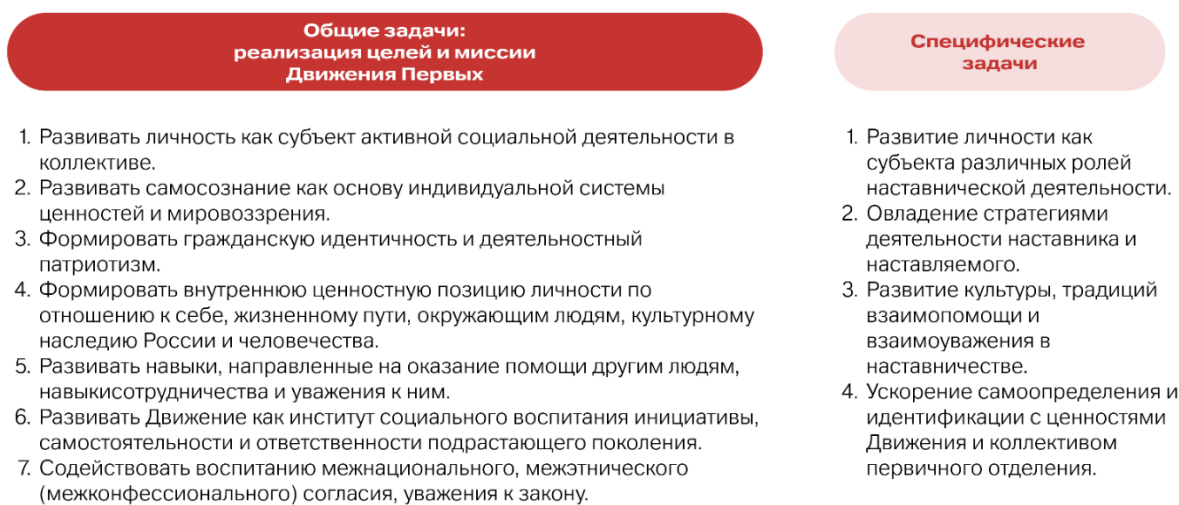 Общие задачи:
реализация целей и миссии
Движения Первых
1. Развивать личность как субъект активной социальной деятельности в
коллективе.
2. Развивать самосознание как основу индивидуальной системы
ценностей и мировоззрения.
3. Формировать гражданскую идентичность и деятельностный
патриотизм.
4. Формировать внутреннюю ценностную позицию личности по
отношению к себе, жизненному пути, окружающим людям, культурному
наследию России и человечества.
5. Развивать навыки, направленные на оказание помощи другим людям,
навыкисотрудничества и уважения к ним.
6. Развивать Движение как институт социального воспитания инициативы,
самостоятельности и ответственности подрастающего поколения.
7. Содействовать воспитанию межнационального, межэтнического
(межконфессионального) согласия, уважения к закону.
Специфические
задачи
1. Развитие личности как
субъекта различных ролей
наставнической деятельности.
2. Овладение стратегиями
деятельности наставника и
наставляемого.
3. Развитие культуры, традиций
взаимопомощи и
взаимоуважения в
наставничестве.
4. Ускорение самоопределения и
идентификации с ценностями
Движения и коллективом
первичного отделения.